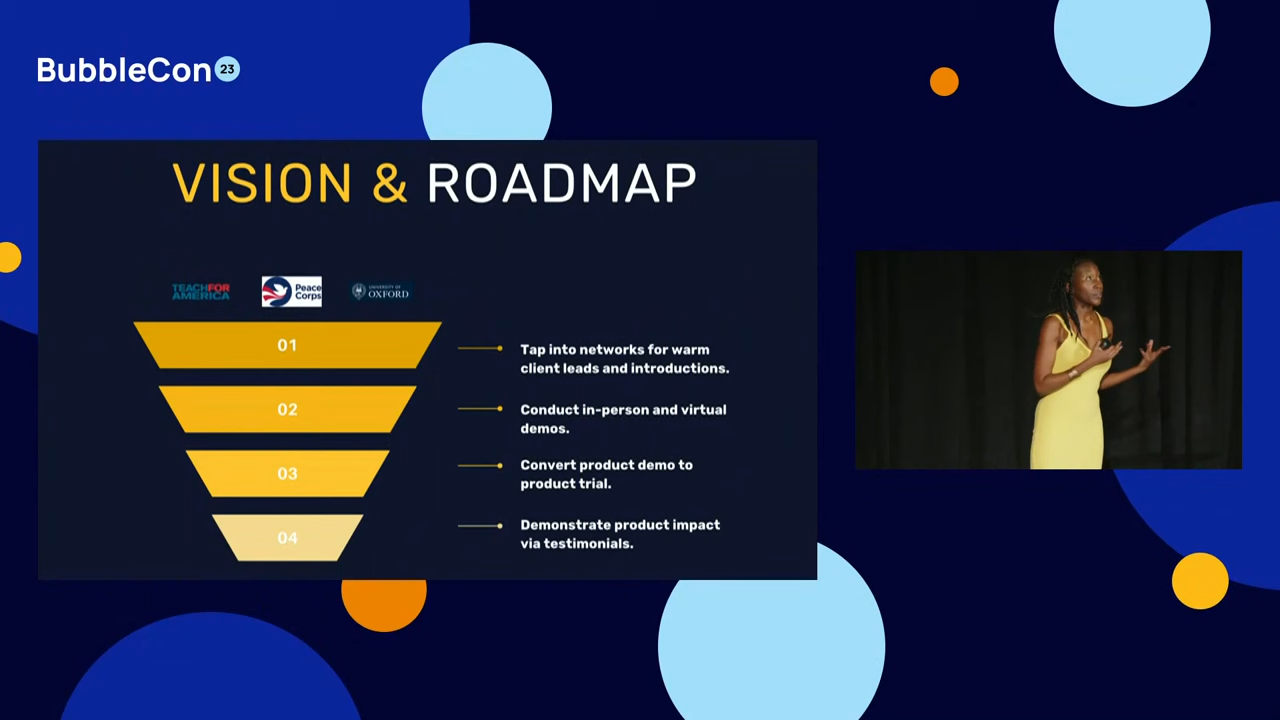 BubbleCon 23
VISION & ROADMAP
TEACHFOR
AMERICA
Peace
Corps
UNIVERSITY OF
OXFORD
01
Tap into networks for warm
client leads and introductions.
02
Conduct in-person and virtual
demos.
03
Convert product demo to
product trial.
04
Demonstrate product impact
via testimonials.